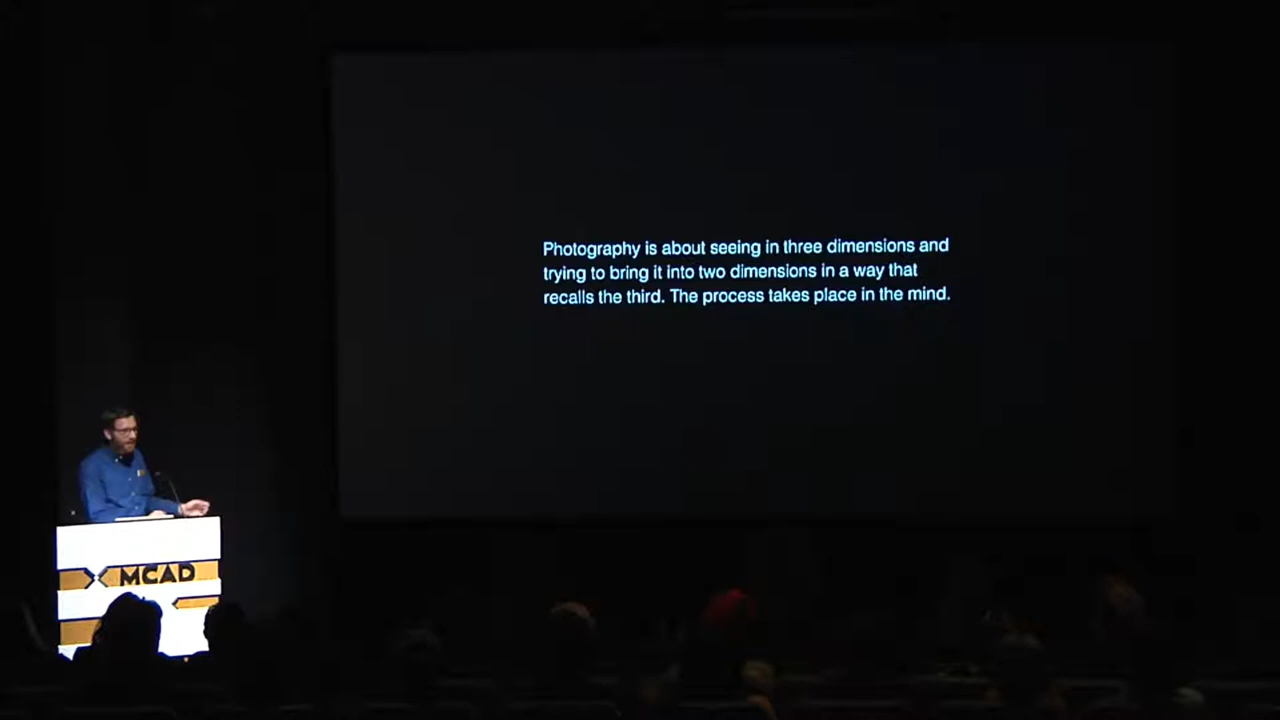 Photography is about seeing in three dimensions and
trying to bring it into two dimensions in a way that
recalls the third. The process takes place in the mind.
MCAD